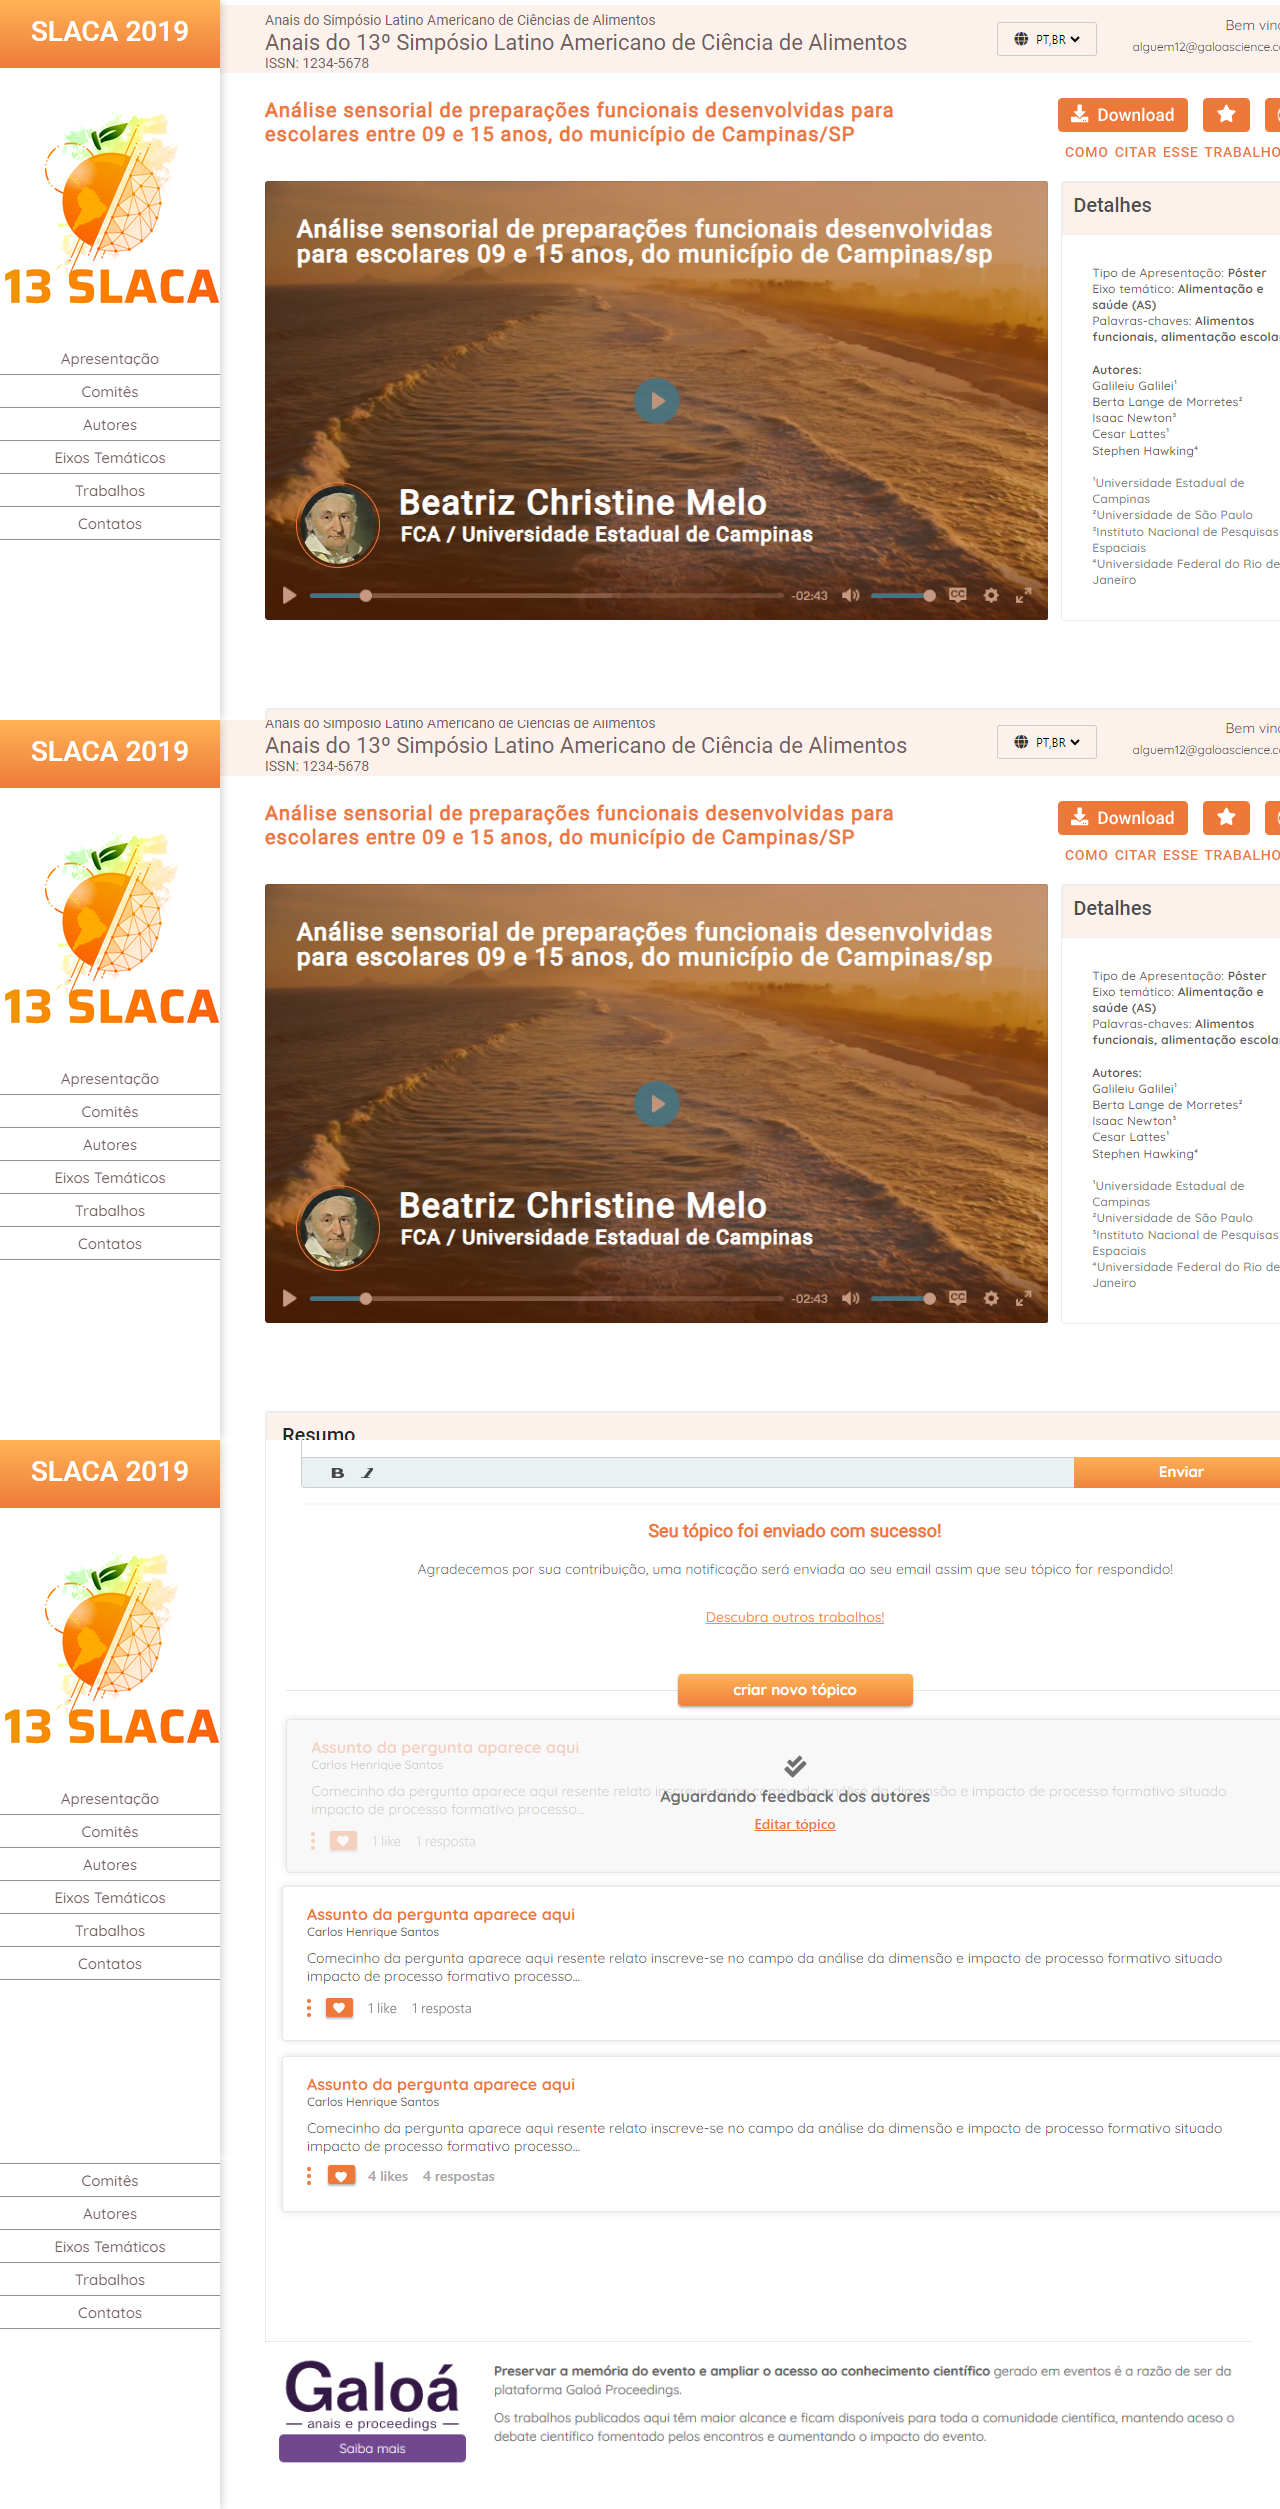 SLACA 2019
13 SLACA
Apresentação
Comitês
Autores
Eixos Temáticos
Trabalhos
Contatos
Anais do Simpósio Latino Americano de Ciências de Alimentos
Anais do 13º Simpósio Latino Americano de Ciência de Alimentos
ISSN: 1234-5678
PT,BR
Bem vind
alguem12@galoascience.c
Análise sensorial de preparações funcionais desenvolvidas para
escolares entre 09 e 15 anos, do município de Campinas/SP
Download
COMO CITAR ESSE TRABALHO
Análise sensorial de preparações funcionais desenvolvidas
para escolares 09 e 15 anos, do município de Campinas/sp
Beatriz Christine Melo
FCA / Universidade Estadual de Campinas
-02:43
CC
Detalhes
Tipo de Apresentação: Pôster
Eixo temático: Alimentação e
saúde (AS)
Palavras-chaves: Alimentos
funcionais, alimentação escola
Autores:
Galileiu Galilei¹
Berta Lange de Morretes²
Isaac Newton³
Cesar Lattes¹
Stephen Hawking⁴
¹Universidade Estadual de
Campinas
²Universidade de São Paulo
³Instituto Nacional de Pesquisas
Espaciais
⁴Universidade Federal do Rio de
Janeiro
SLACA 2019
13 SLACA
Apresentação
Comitês
Autores
Eixos Temáticos
Trabalhos
Contatos
Anais do Simpósio Latino Americano de Ciências de Alimentos
Anais do 13º Simpósio Latino Americano de Ciência de Alimentos
ISSN: 1234-5678
PT,BR
Bem vind
alguem12@galoascience.c
Análise sensorial de preparações funcionais desenvolvidas para
escolares entre 09 e 15 anos, do município de Campinas/SP
Download
COMO CITAR ESSE TRABALHO
Análise sensorial de preparações funcionais desenvolvidas
para escolares 09 e 15 anos, do município de Campinas/sp
Beatriz Christine Melo
FCA / Universidade Estadual de Campinas
-02:43
CC
Detalhes
Tipo de Apresentação: Pôster
Eixo temático: Alimentação e
saúde (AS)
Palavras-chaves: Alimentos
funcionais, alimentação escola
Autores:
Galileiu Galilei¹
Berta Lange de Morretes²
Isaac Newton³
Cesar Lattes¹
Stephen Hawking⁴
¹Universidade Estadual de
Campinas
²Universidade de São Paulo
³Instituto Nacional de Pesquisas
Espaciais
⁴Universidade Federal do Rio de
Janeiro
Resumo
SLACA 2019
13 SLACA
Apresentação
Comitês
Autores
Eixos Temáticos
Trabalhos
Contatos
B I
Enviar
Seu tópico foi enviado com sucesso!
Agradecemos por sua contribuição, uma notificação será enviada ao seu email assim que seu tópico for respondido!
Descubra outros trabalhos!
criar novo tópico
Assunto da pergunta aparece aqui
Carlos Henrique Santos
Comecinho da pergunta aparece aqui resente relato inscreve-se no campo da análise da dimensão e impacto de processo formativo situado
impacto de processo formativo processo...
Aguardando feedback dos autores
Editar tópico
1 like 1 resposta
Assunto da pergunta aparece aqui
Carlos Henrique Santos
Comecinho da pergunta aparece aqui resente relato inscreve-se no campo da análise da dimensão e impacto de processo formativo situado
impacto de processo formativo processo...
1 like 1 resposta
Assunto da pergunta aparece aqui
Carlos Henrique Santos
Comecinho da pergunta aparece aqui resente relato inscreve-se no campo da análise da dimensão e impacto de processo formativo situado
impacto de processo formativo processo...
4 likes 4 respostas
Comitês
Autores
Eixos Temáticos
Trabalhos
Contatos
Galoá
anais e proceedings
Saiba mais
Preservar a memória do evento e ampliar o acesso ao conhecimento científico gerado em eventos é a razão de ser da
plataforma Galoá Proceedings.
Os trabalhos publicados aqui têm maior alcance e ficam disponíveis para toda a comunidade científica, mantendo aceso o
debate científico fomentado pelos encontros e aumentando o impacto do evento.